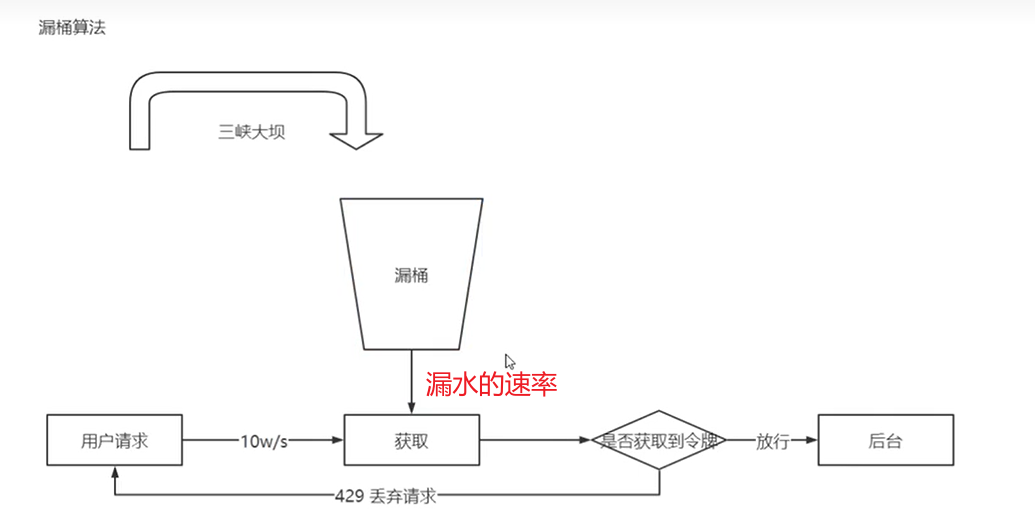 漏桶算法
三峡大坝
漏桶
漏水的速率
用户请求
10w/s
获取
是否获取到令牌
放行
后台
429 丢弃请求